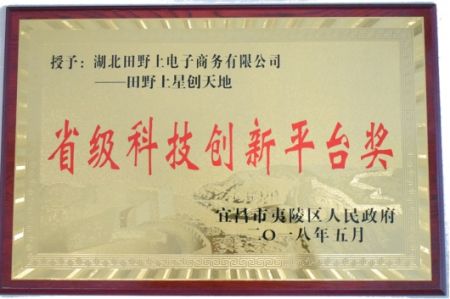 授予：湖北田野上电子商务有限公司
——田野上星创天地
省级科技创新平台奖
宜昌市夷陵区人民政府
二〇一八年五月